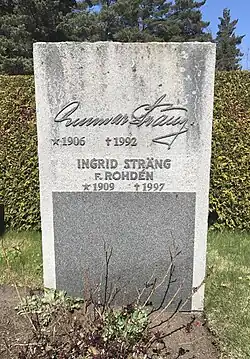 Gunnar Sträng
★1906 †1992
INGRID STRÄNG
F. ROHDÉN
★1909 †1997